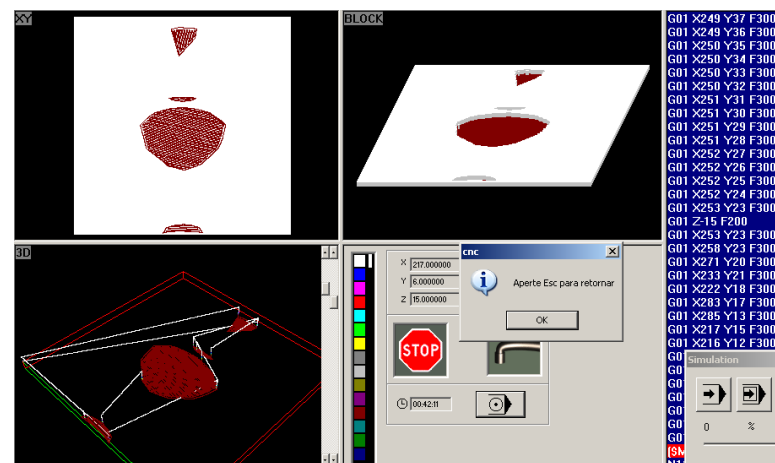 XY
BLOCK
G01 X249 Y37 F300
G01 X249 Y36 F300
G01 X250 Y35 F300
G01 X250 Y34 F300
G01 X250 Y33 F300
G01 X250 Y32 F300
G01 X251 Y31 F300
G01 X251 Y30 F300
G01 X251 Y29 F300
G01 X251 Y28 F300
G01 X252 Y27 F300
G01 X252 Y26 F300
G01 X252 Y25 F300
G01 X252 Y24 F300
G01 X253 Y23 F300
G01 Z-15 F200
G01 X253 Y23 F300
G01 X258 Y23 F300
G01 X271 Y20 F300
G01 X233 Y21 F300
G01 X222 Y18 F300
G01 X283 Y17 F300
G01 X285 Y13 F300
G01 X217 Y15 F300
G01 X216 Y12 F300
3D
X 217.000000
Y 6.000000
Z 15.000000
STOP
00:42:11
cnc
Aperte Esc para retornar
OK
Simulation
0 %